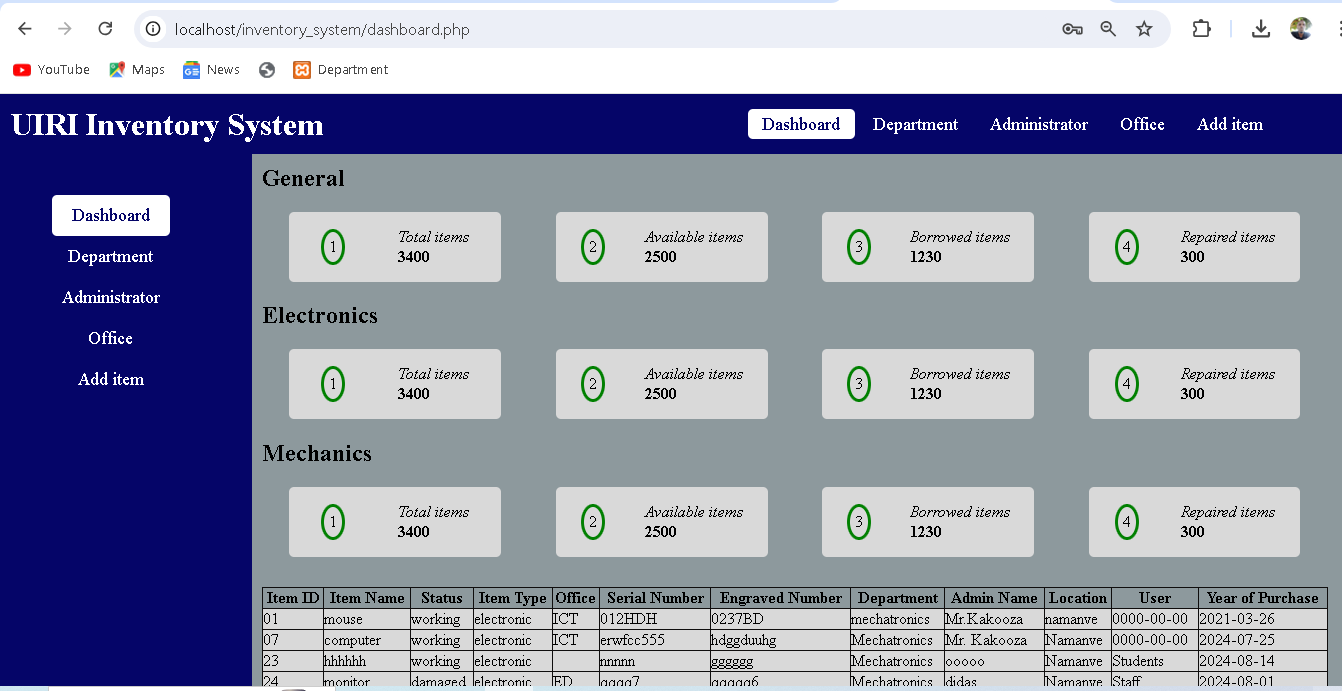 localhost/inventory_system/dashboard.php
YouTube Maps News Department
UIRI Inventory System Dashboard Department Administrator Office Add item
Dashboard
Department
Administrator
Office
Add item
General
1 Total items 3400 2 Available items 2500 3 Borrowed items 1230 4 Repaired items 300
Electronics
1 Total items 3400 2 Available items 2500 3 Borrowed items 1230 4 Repaired items 300
Mechanics
1 Total items 3400 2 Available items 2500 3 Borrowed items 1230 4 Repaired items 300
Item ID Item Name Status Item Type Office Serial Number Engraved Number Department Admin Name Location User Year of Purchase
01 mouse working electronic ICT 012HDH 0237BD mechatronics Mr.Kakooza namanve 0000-00-00 2021-03-26
07 computer working electronic ICT erwfcc555 hdggduuhg Mechatronics Mr. Kakooza Namanve 0000-00-00 2024-07-25
23 hhhhhh working electronic nnnnn gggggg Mechatronics ooooo Namanve Students 2024-08-14
24 monitor damaged electronic ED qqqq7 qqqqq6 Mechatronics didas Namanve Staff 2024-08-01